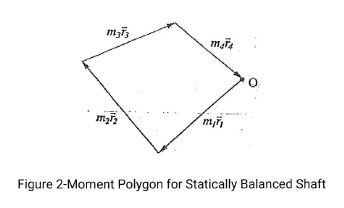 m₃r⃗₃
m₄r⃗₄
O
m₂r⃗₂
m₁r⃗₁
Figure 2-Moment Polygon for Statically Balanced Shaft